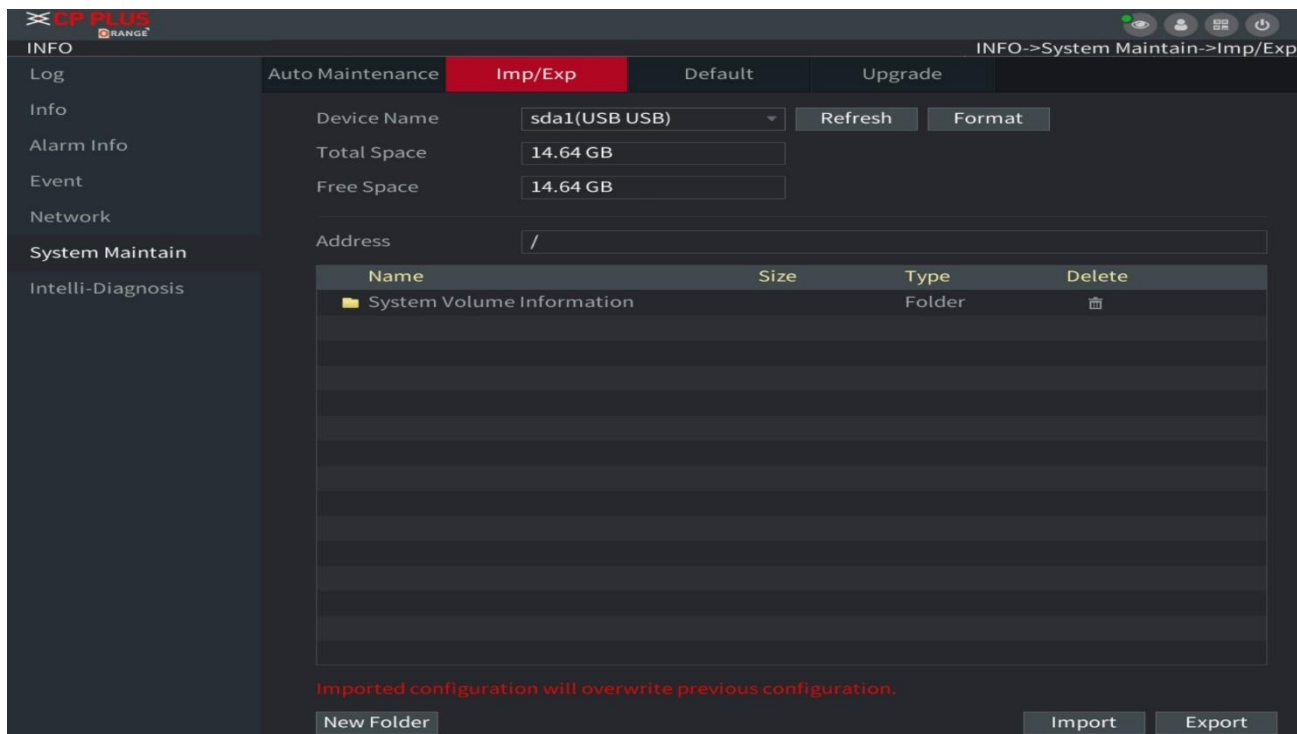 CP PLUS
ORANGE
INFO
INFO->System Maintain->Imp/Exp
Log
Info
Alarm Info
Event
Network
System Maintain
Intelli-Diagnosis
Auto Maintenance Imp/Exp Default Upgrade
Device Name sda1(USB USB) Refresh Format
Total Space 14.64 GB
Free Space 14.64 GB
Address /
Name Size Type Delete
System Volume Information Folder
Imported configuration will overwrite previous configuration.
New Folder Import Export